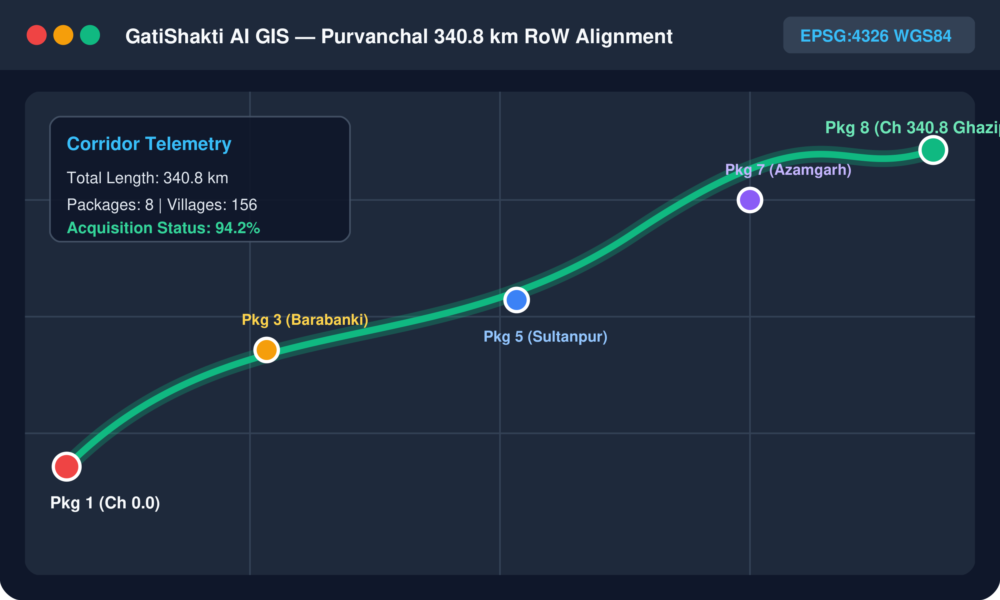 GatiShakti AI GIS — Purvanchal 340.8 km RoW Alignment
EPSG:4326 WGS84
Corridor Telemetry
Total Length: 340.8 km
Packages: 8 | Villages: 156
Acquisition Status: 94.2%
Pkg 8 (Ch 340.8
Pkg 7 (Azamgarh)
Pkg 3 (Barabanki)
Pkg 5 (Sultanpur)
Pkg 1 (Ch 0.0)